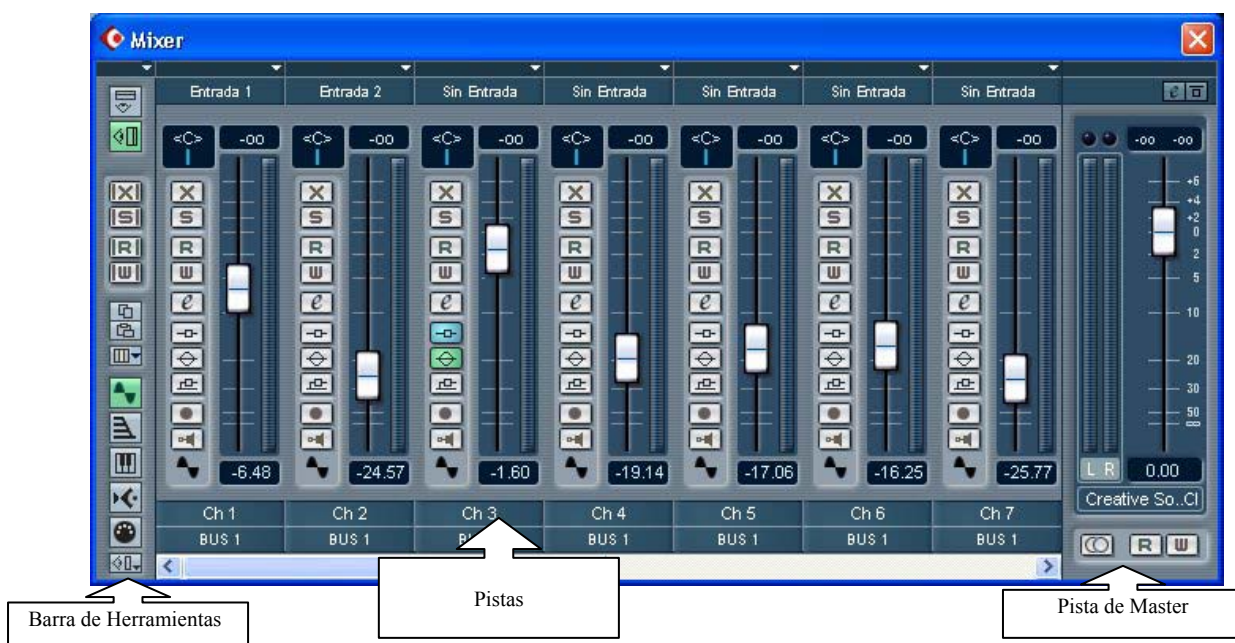 Mixer
Entrada 1 Entrada 2 Sin Entrada Sin Entrada Sin Entrada Sin Entrada Sin Entrada e
<C> -oo <C> -oo <C> -oo <C> -oo <C> -oo <C> -oo <C> -oo -oo -oo
X X X X X X X X
S S S S S S S S
R R R R R R R R
W W W W W W W W
e e e e e e e
+6
+4
+2
0
2
5
10
20
30
50
∞
-6.48 -24.57 -1.60 -19.14 -17.06 -16.25 -25.77 L R 0.00
Creative So..Cl
Ch 1 Ch 2 Ch 3 Ch 4 Ch 5 Ch 6 Ch 7
BUS 1 BUS 1 BUS 1 BUS 1 BUS 1 BUS 1
R W
Barra de Herramientas
Pistas
Pista de Master